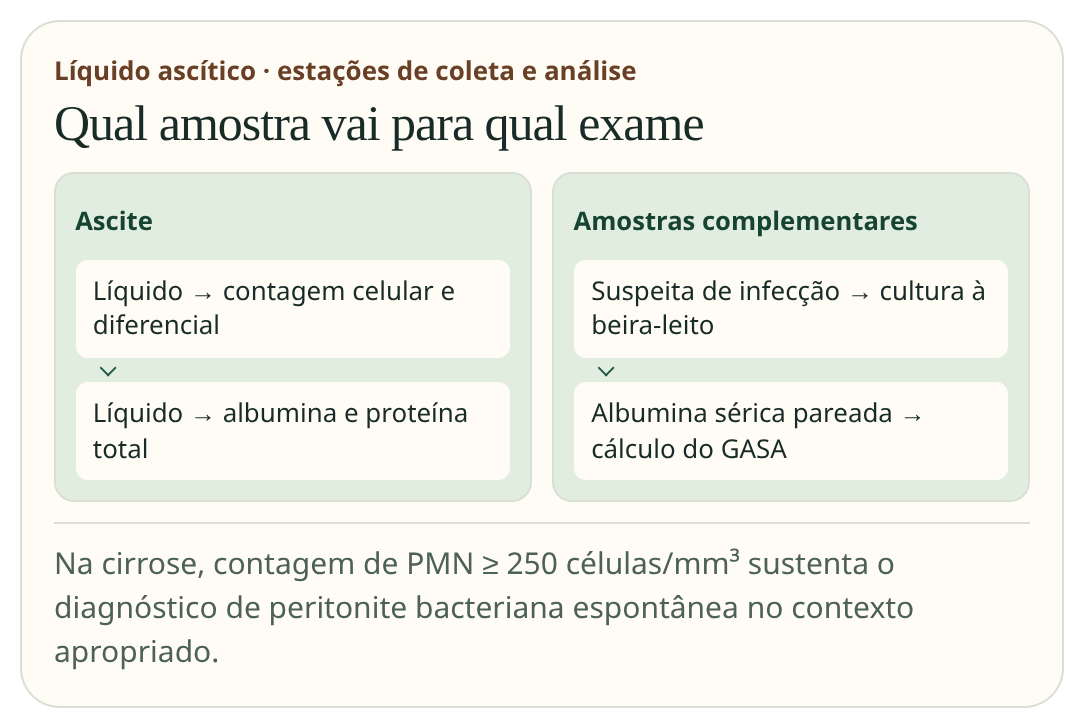 Líquido ascítico · estações de coleta e análise
Qual amostra vai para qual exame
Ascite
Líquido → contagem celular e
diferencial
Líquido → albumina e proteína
total
Amostras complementares
Suspeita de infecção → cultura à
beira-leito
Albumina sérica pareada →
cálculo do GASA
Na cirrose, contagem de PMN ≥ 250 células/mm³ sustenta o
diagnóstico de peritonite bacteriana espontânea no contexto
apropriado.